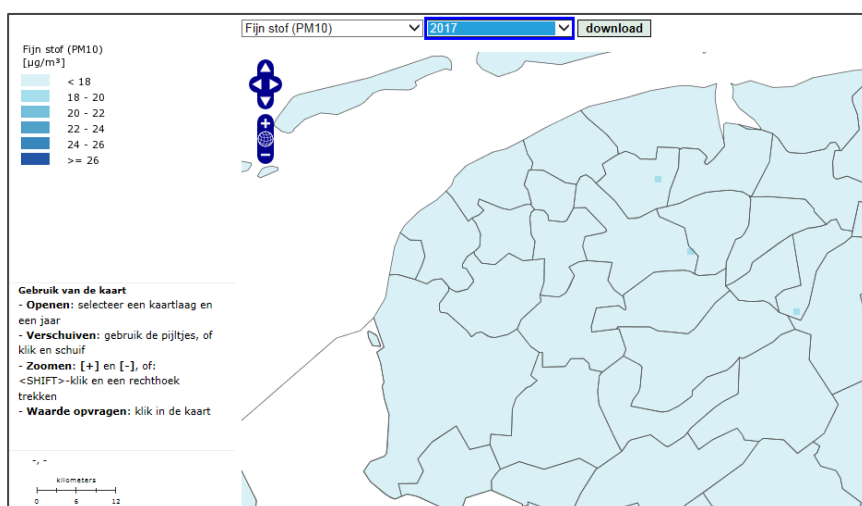 Fijn stof (PM10)
2017
download
Fijn stof (PM10)
[µg/m³]
< 18
18 - 20
20 - 22
22 - 24
24 - 26
>= 26
+
−
Gebruik van de kaart
- Openen: selecteer een kaartlaag en
een jaar
- Verschuiven: gebruik de pijltjes, of
klik en schuif
- Zoomen: [+] en [-], of:
<SHIFT>-klik en een rechthoek
trekken
- Waarde opvragen: klik in de kaart
-, -
kilometers
0 6 12